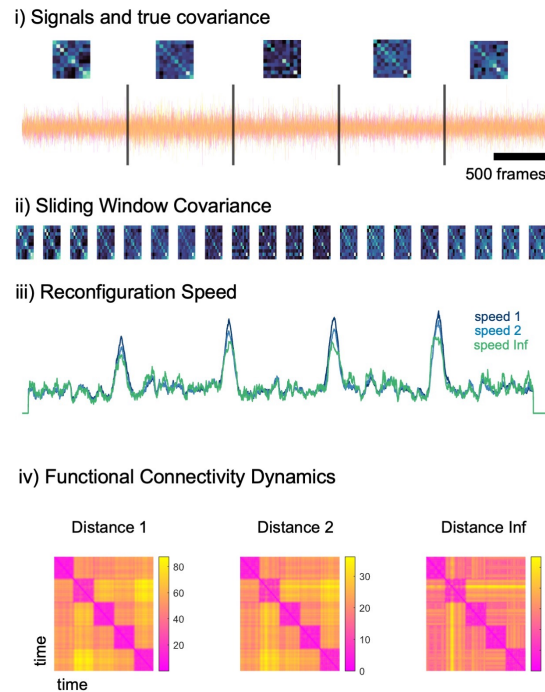 i) Signals and true covariance
500 frames
ii) Sliding Window Covariance
iii) Reconfiguration Speed
speed 1
speed 2
speed Inf
iv) Functional Connectivity Dynamics
Distance 1 Distance 2 Distance Inf
80
60
40
20
30
20
10
0
time
time